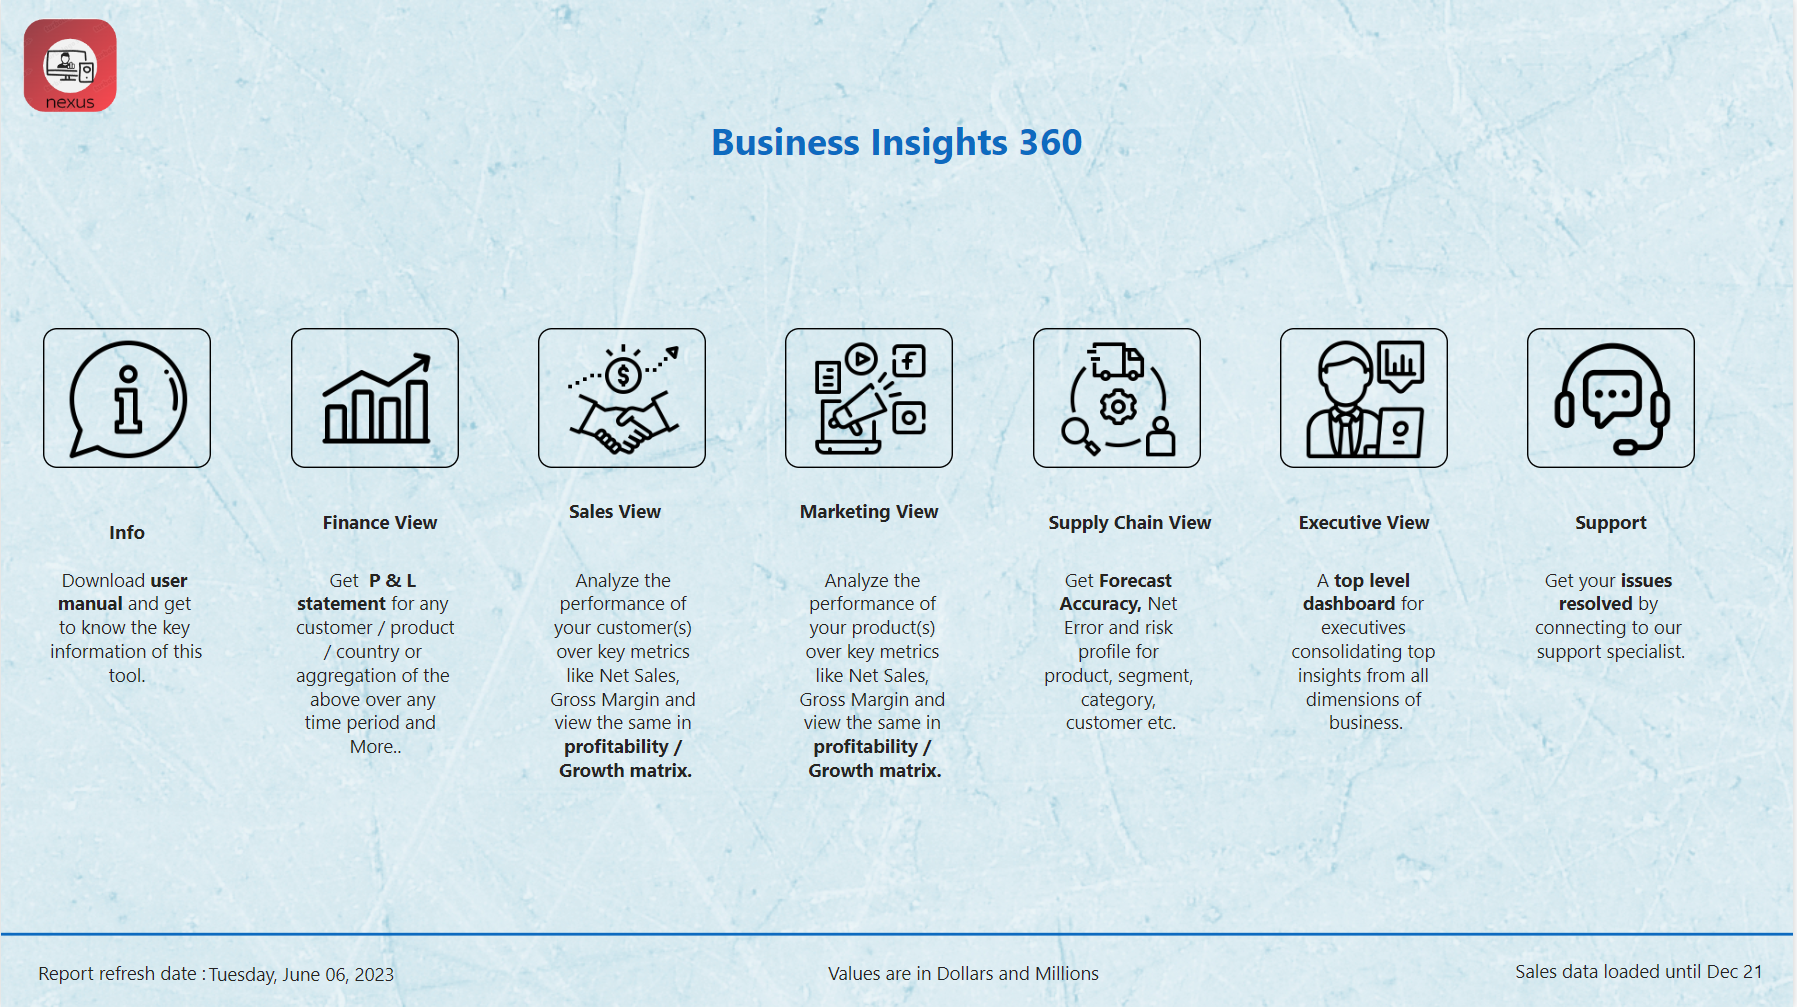 nexus
Business Insights 360
Info
Download user
manual and get
to know the key
information of this
tool.
Finance View
Get P & L
statement for any
customer / product
/ country or
aggregation of the
above over any
time period and
More..
Sales View
Analyze the
performance of
your customer(s)
over key metrics
like Net Sales,
Gross Margin and
view the same in
profitability /
Growth matrix.
Marketing View
Analyze the
performance of
your product(s)
over key metrics
like Net Sales,
Gross Margin and
view the same in
profitability /
Growth matrix.
Supply Chain View
Get Forecast
Accuracy, Net
Error and risk
profile for
product, segment,
category,
customer etc.
Executive View
A top level
dashboard for
executives
consolidating top
insights from all
dimensions of
business.
Support
Get your issues
resolved by
connecting to our
support specialist.
Report refresh date : Tuesday, June 06, 2023
Values are in Dollars and Millions
Sales data loaded until Dec 21